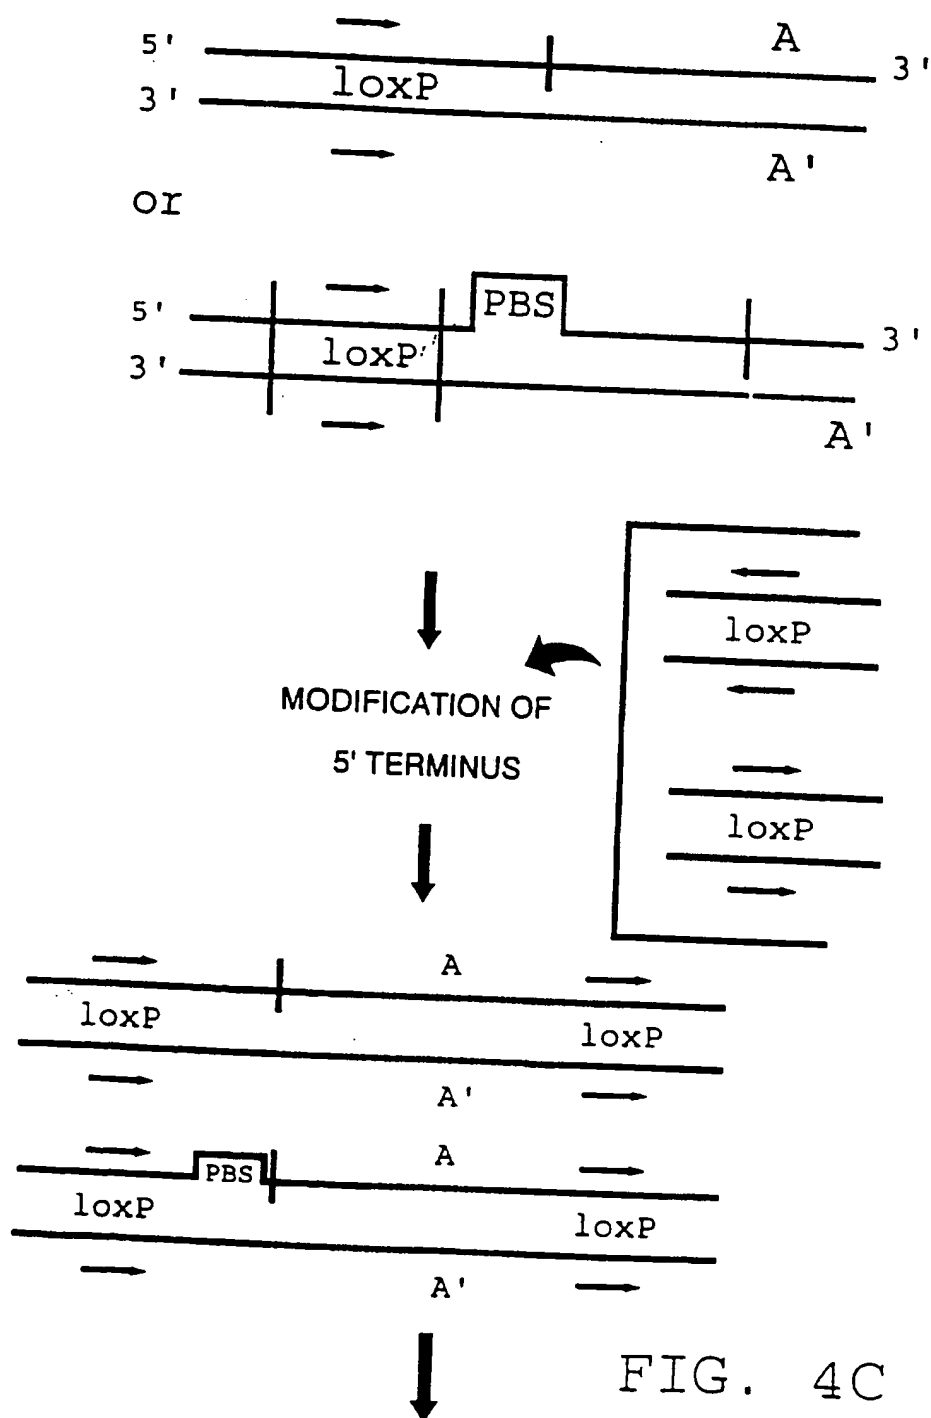 5' A 3'
loxP
3'
A'
or
5' PBS 3'
loxP
3'
A'
loxP
MODIFICATION OF
5' TERMINUS
loxP
A
loxP loxP
A'
PBS A
loxP loxP
A'
FIG. 4C